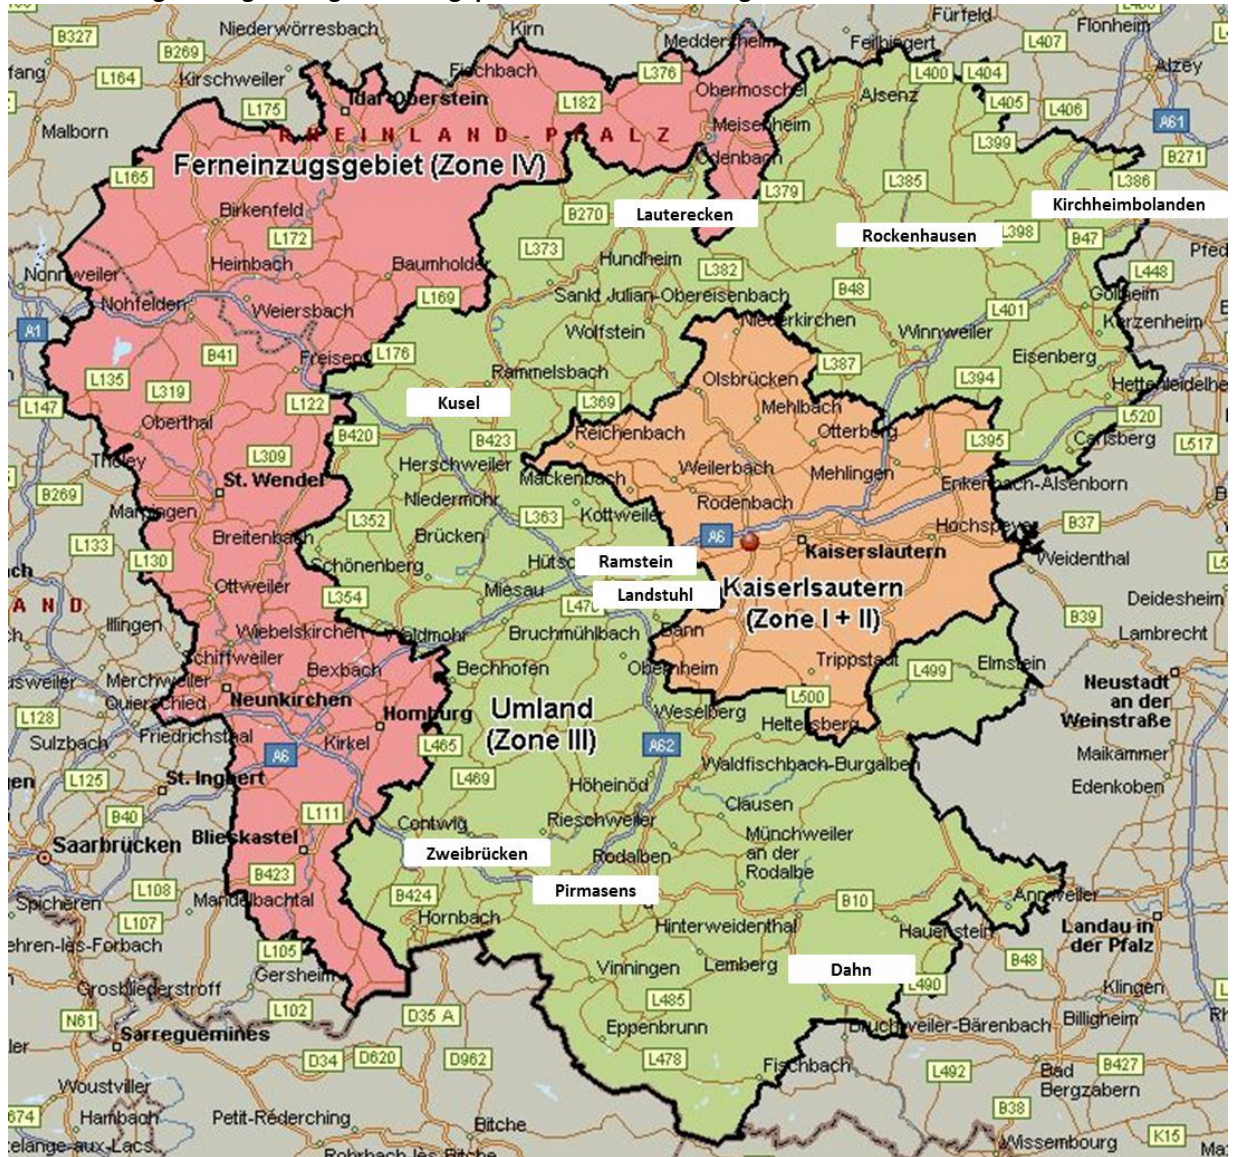 Fürfeld
B327
Niederwörresbach
Kirn
Flonheim
Meddersheim
Feilbingert
L407
B269
L164
Kirschweiler
Fischbach
L376
L400
L404
Alzey
Idar-Oberstein
L182
Obermoschel
Alsenz
L405
L406
L175
A61
Malborn
RHEINLAND-PFALZ
Meisenheim
L399
B271
Ferneinzugsgebiet (Zone IV)
Odenbach
L165
L379
L385
L386
Birkenfeld
B270
Lauterecken
Kirchheimbolanden
L172
L373
Rockenhausen
L398
B47
Nonnweiler
Heimbach
Baumholder
Hundheim
L382
L448
Nohfelden
Weiersbach
L169
Sankt Julian-Obereisenbach
B48
Göllheim
A1
Wolfstein
Niederkirchen
Winnweiler
L401
Kerzenheim
B41
Freisen
L176
L387
Eisenberg
L135
L319
Rammelsbach
Olsbrücken
L394
Hettenleidelhe
L147
L122
Kusel
L369
Mehlbach
L520
Oberthal
B420
B423
Reichenbach
Otterberg
L395
Carlsberg
L517
Tholey
L309
Herschweiler
Mackenbach
Weilerbach
Mehlingen
Enkenbach-Alsenborn
B269
St. Wendel
Niedermohr
Rodenbach
Marpingen
L352
L363
Kottweiler
A6
Hochspeyer
B37
L133
Breitenbach
Brücken
Kaiserslautern
Weidenthal
L130
Schönenberg
Ramstein
Ottweiler
L354
Miesau
Landstuhl
Kaiserlsautern
Deidesheim
L470
(Zone I + II)
B39
Illingen
Wiebelskirchen
Waldmohr
Bruchmühlbach
Bann
Lambrecht
Schiffweiler
Bexbach
Bechhofen
Obernheim
Trippstadt
L499
Elmstein
Merchweiler
Neustadt
an der
Weinstraße
Quierschied
Neunkirchen
Homburg
Umland
(Zone III)
L500
L128
Weselberg
Heltersberg
Sulzbach
Friedrichsthal
Kirkel
L465
A62
Maikammer
A6
L469
Waldfischbach-Burgalben
L125
St. Ingbert
Höheinöd
Edenkoben
B40
L111
Clausen
Contwig
Rieschweiler
Münchweiler
an der
Rodalbe
Saarbrücken
Blieskastel
Zweibrücken
Rodalben
B423
Pirmasens
L108
Mandelbachtal
B424
B10
Annweiler
Spicheren
L107
Hornbach
Hinterweidenthal
Hauenstein
Landau in
der Pfalz
L105
Gersheim
Vinningen
Lemberg
Dahn
B48
Grosbliederstroff
L490
Klingen
N61
L102
D35 A
L485
Sarreguemines
Eppenbrunn
Bruchweiler-Bärenbach
Billigheim
D34
D620
D962
L478
Fischbach
L492
Bad
Bergzabern
B427
Woustviller
B38
Hambach
Petit-Réderching
Bitche
Wissembourg
K15
Rohrbach-lès-Bitche